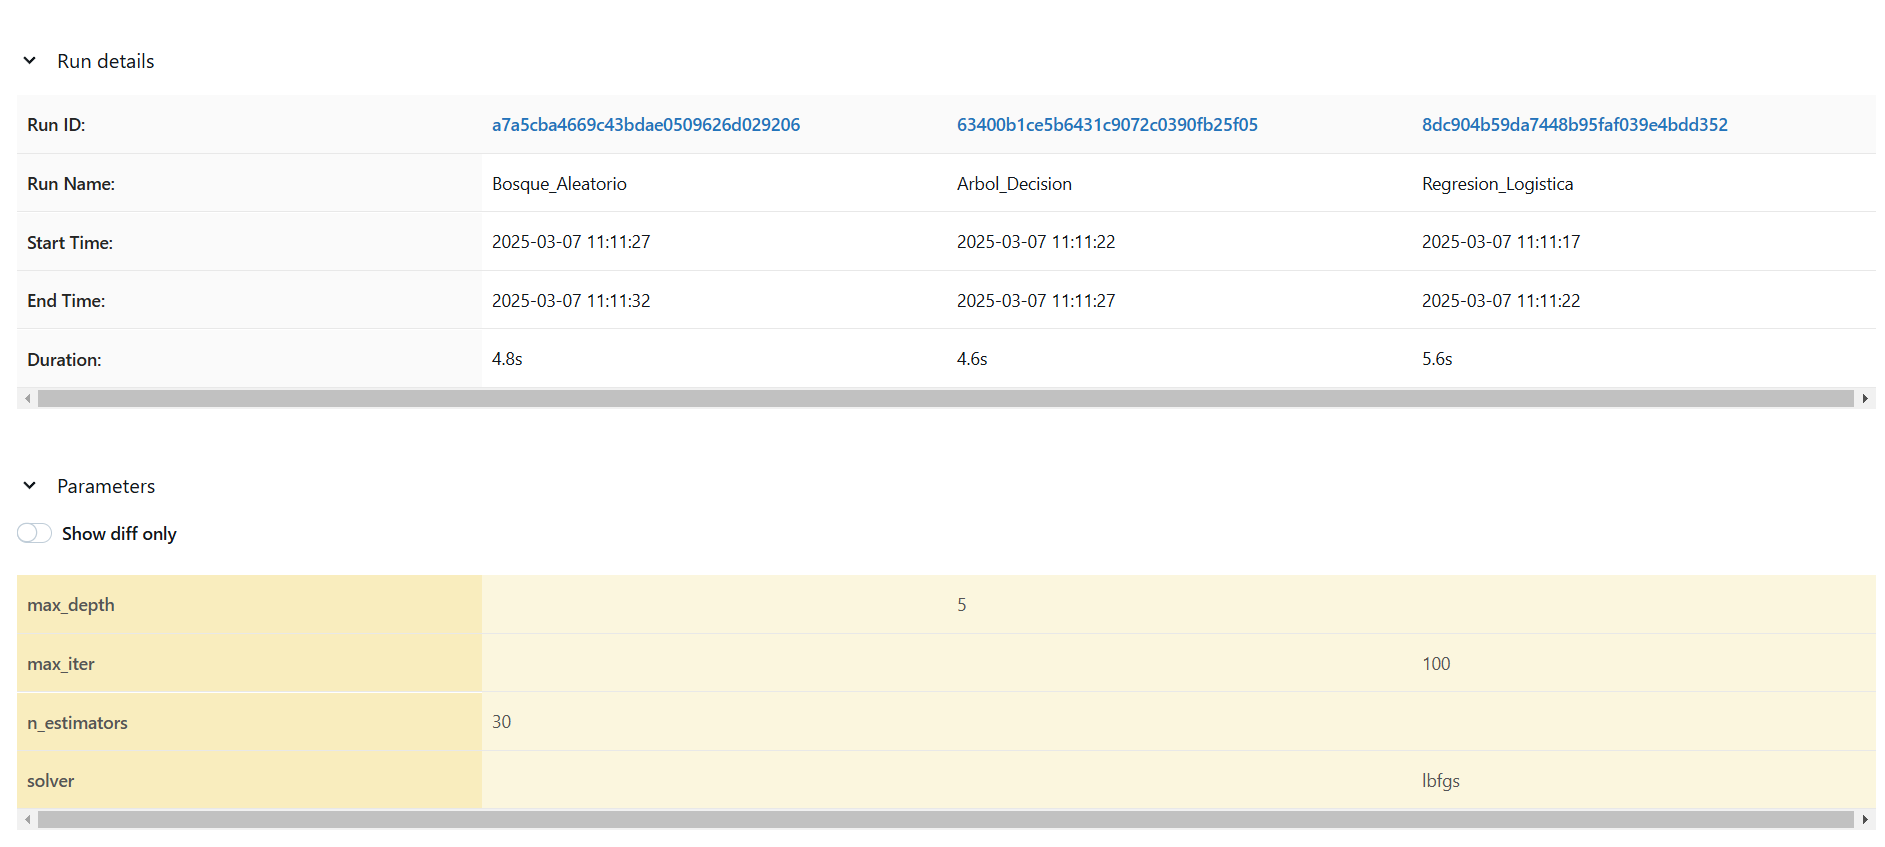 Run details
Run ID: a7a5cba4669c43bdae0509626d029206 63400b1ce5b6431c9072c0390fb25f05 8dc904b59da7448b95faf039e4bdd352
Run Name: Bosque_Aleatorio Arbol_Decision Regresion_Logistica
Start Time: 2025-03-07 11:11:27 2025-03-07 11:11:22 2025-03-07 11:11:17
End Time: 2025-03-07 11:11:32 2025-03-07 11:11:27 2025-03-07 11:11:22
Duration: 4.8s 4.6s 5.6s
Parameters
Show diff only
max_depth 5
max_iter 100
n_estimators 30
solver lbfgs